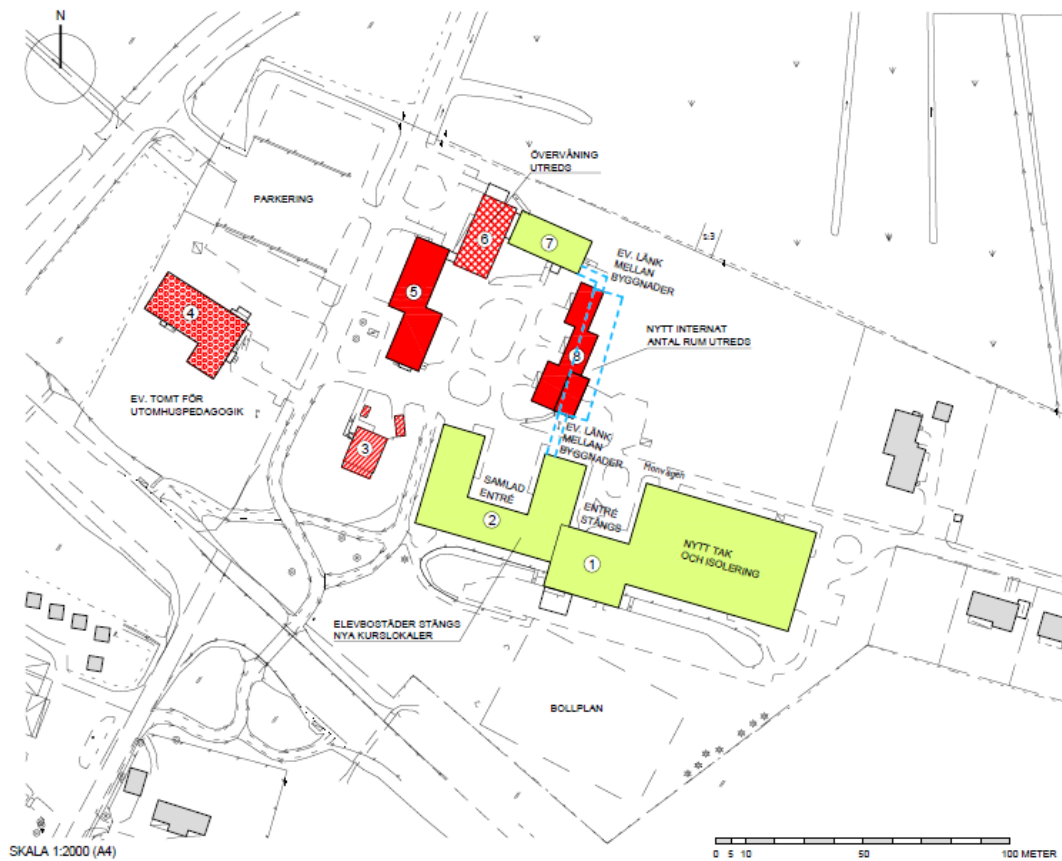 N
ÖVERVÅNING
UTREDS
PARKERING
6
7
s:3
EV. LÄNK
MELLAN
BYGGNADER
5
4
NYTT INTERNAT
ANTAL RUM UTREDS
8
EV. TOMT FÖR
UTOMHUSPEDAGOGIK
EV. LÄNK
MELLAN
BYGGNADER
3
Monvägen
SAMLAD
ENTRÉ
ENTRÉ
STÄNGS
2
NYTT TAK
OCH ISOLERING
1
ELEVBOSTÄDER STÄNGS
NYA KURSLOKALER
BOLLPLAN
SKALA 1:2000 (A4)
0 5 10 50 100 METER